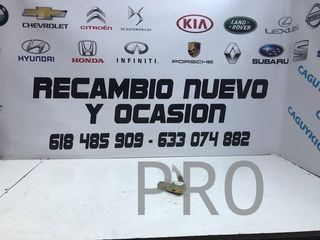 CHEVROLET
CITROËN
DS AUTOMOBILES
KIA
LAND-ROVER
LEXUS
HYUNDAI
HONDA
INFINITI
PORSCHE
SUBARU
RECAMBIO NUEVO
Y OCASION
618 485 909 - 633 074 882
PRO